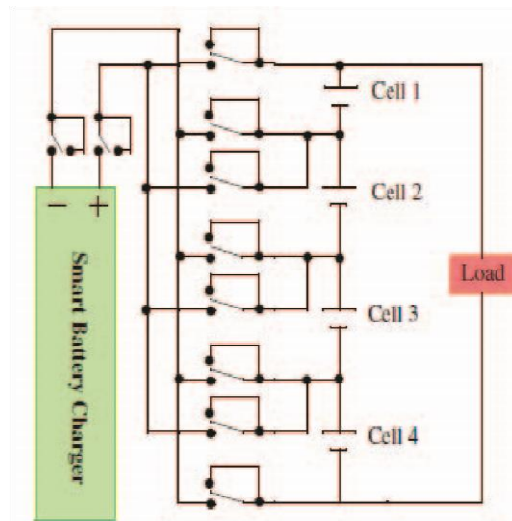 Cell 1
− +
Cell 2
Smart Battery Charger
Load
Cell 3
Cell 4